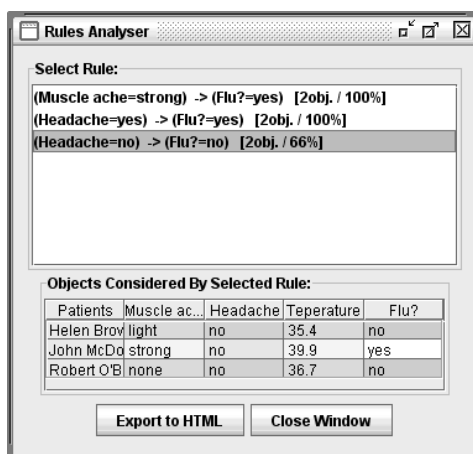 Rules Analyser
Select Rule:
(Muscle ache=strong) -> (Flu?=yes) [2obj. / 100%]
(Headache=yes) -> (Flu?=yes) [2obj. / 100%]
(Headache=no) -> (Flu?=no) [2obj. / 66%]
Objects Considered By Selected Rule:
Patients Muscle ac... Headache Teperature Flu?
Helen Brov light no 35.4 no
John McDo strong no 39.9 yes
Robert O'B none no 36.7 no
Export to HTML Close Window